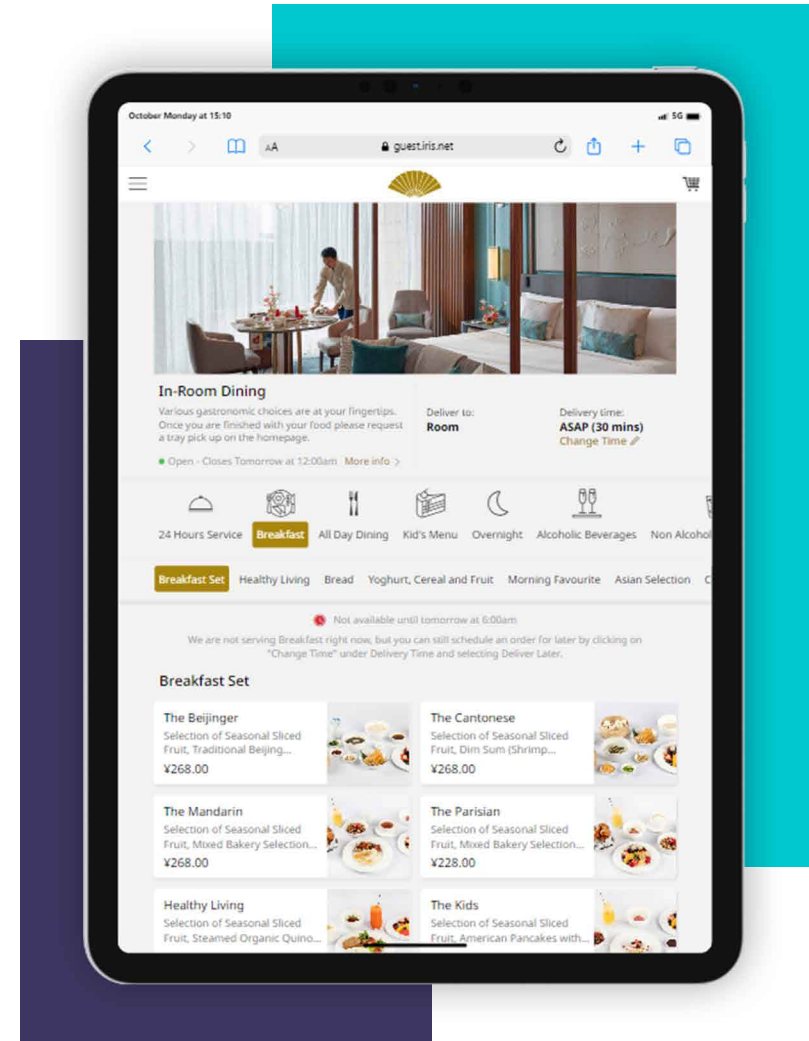 October Monday at 15:10
5G
AA
guest.iris.net
In-Room Dining
Various gastronomic choices are at your fingertips.
Once you are finished with your food please request
a tray pick up on the homepage.
Open - Closes Tomorrow at 12:00am More info >
Deliver to:
Room
Delivery time:
ASAP (30 mins)
Change Time
24 Hours Service Breakfast All Day Dining Kid's Menu Overnight Alcoholic Beverages Non Alcohol
Breakfast Set Healthy Living Bread Yoghurt, Cereal and Fruit Morning Favourite Asian Selection C
Not available until tomorrow at 6:00am
We are not serving Breakfast right now, but you can still schedule an order for later by clicking on
"Change Time" under Delivery Time and selecting Deliver Later.
Breakfast Set
The Beijinger
Selection of Seasonal Sliced
Fruit, Traditional Beijing...
¥268.00
The Cantonese
Selection of Seasonal Sliced
Fruit, Dim Sum (Shrimp...
¥268.00
The Mandarin
Selection of Seasonal Sliced
Fruit, Mixed Bakery Selection...
¥268.00
The Parisian
Selection of Seasonal Sliced
Fruit, Mixed Bakery Selection...
¥228.00
Healthy Living
Selection of Seasonal Sliced
Fruit, Steamed Organic Quino...
The Kids
Selection of Seasonal Sliced
Fruit, American Pancakes with...